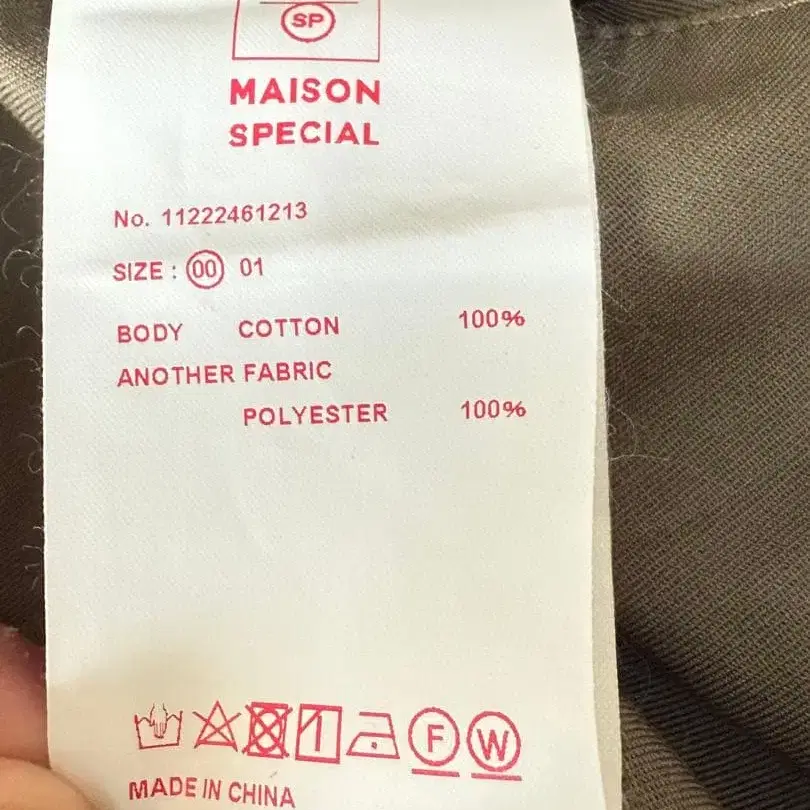 SP
MAISON
SPECIAL
No. 11222461213
SIZE : 00 01
BODY COTTON 100%
ANOTHER FABRIC
POLYESTER 100%
F W
MADE IN CHINA